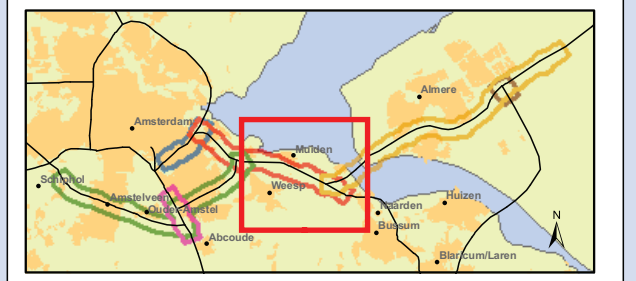 Almere
Amsterdam
Muiden
Schiphol
Weesp
Amstelveen
Ouder-Amstel
Huizen
Naarden
Bussum
Abcoude
Blaricum/Laren
N